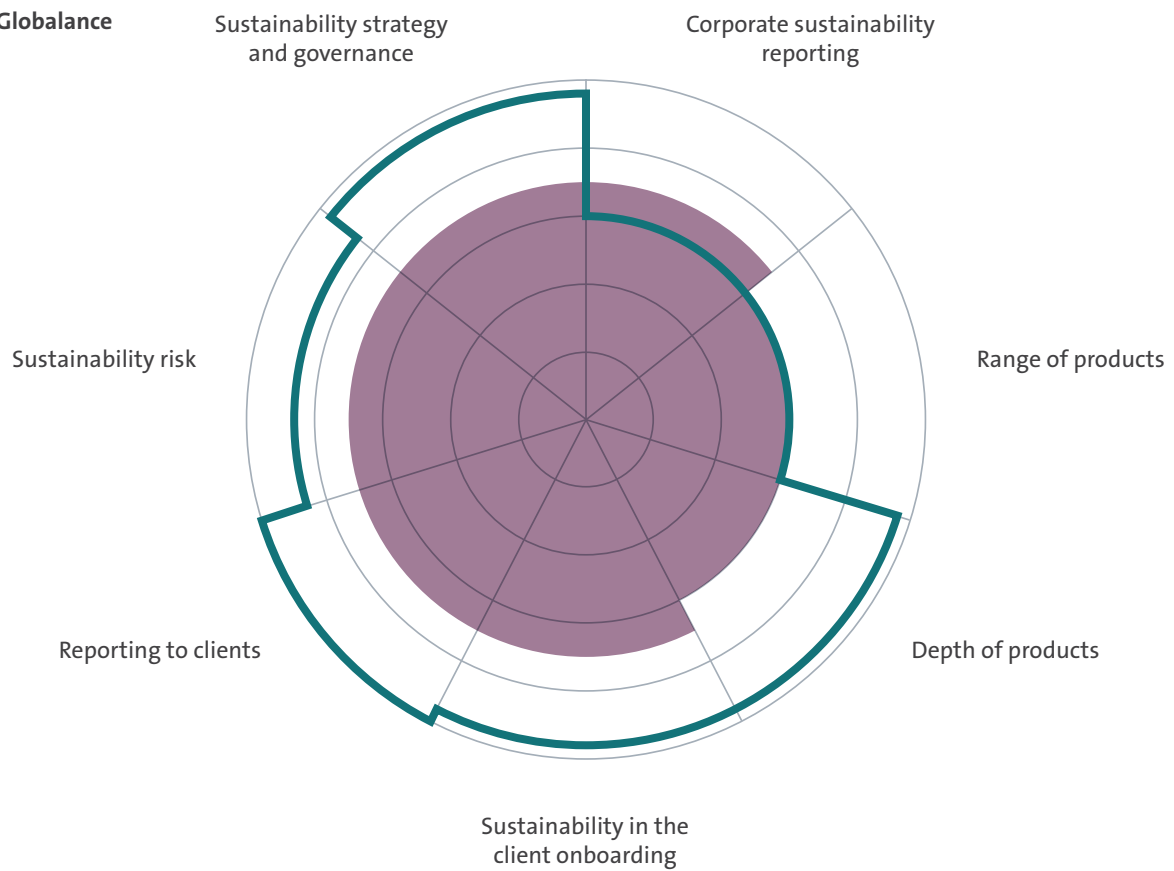 Globalance
Sustainability strategy
and governance
Corporate sustainability
reporting
Sustainability risk
Range of products
Reporting to clients
Depth of products
Sustainability in the
client onboarding